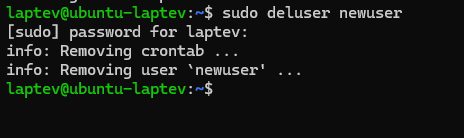 laptev@ubuntu-laptev:~$ sudo deluser newuser
[sudo] password for laptev:
info: Removing crontab ...
info: Removing user `newuser' ...
laptev@ubuntu-laptev:~$